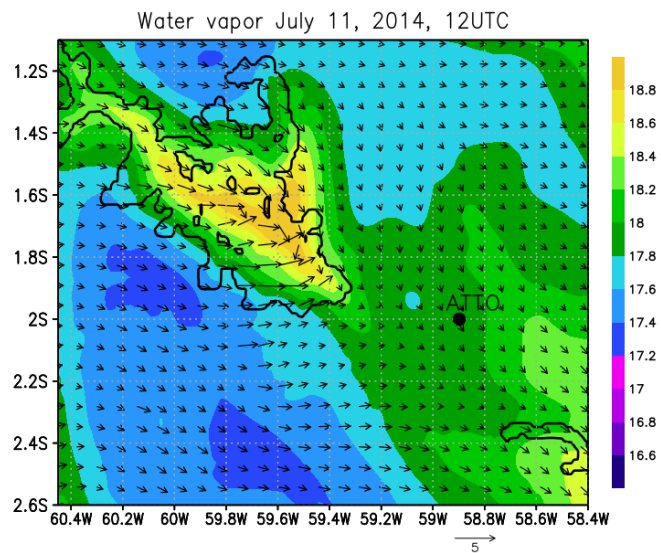 Water vapor July 11, 2014, 12UTC
1.2S
1.4S
1.6S
1.8S
2S
2.2S
2.4S
2.6S
ATTO
18.8
18.6
18.4
18.2
18
17.8
17.6
17.4
17.2
17
16.8
16.6
60.4W 60.2W 60W 59.8W 59.6W 59.4W 59.2W 59W 58.8W 58.6W 58.4W
5